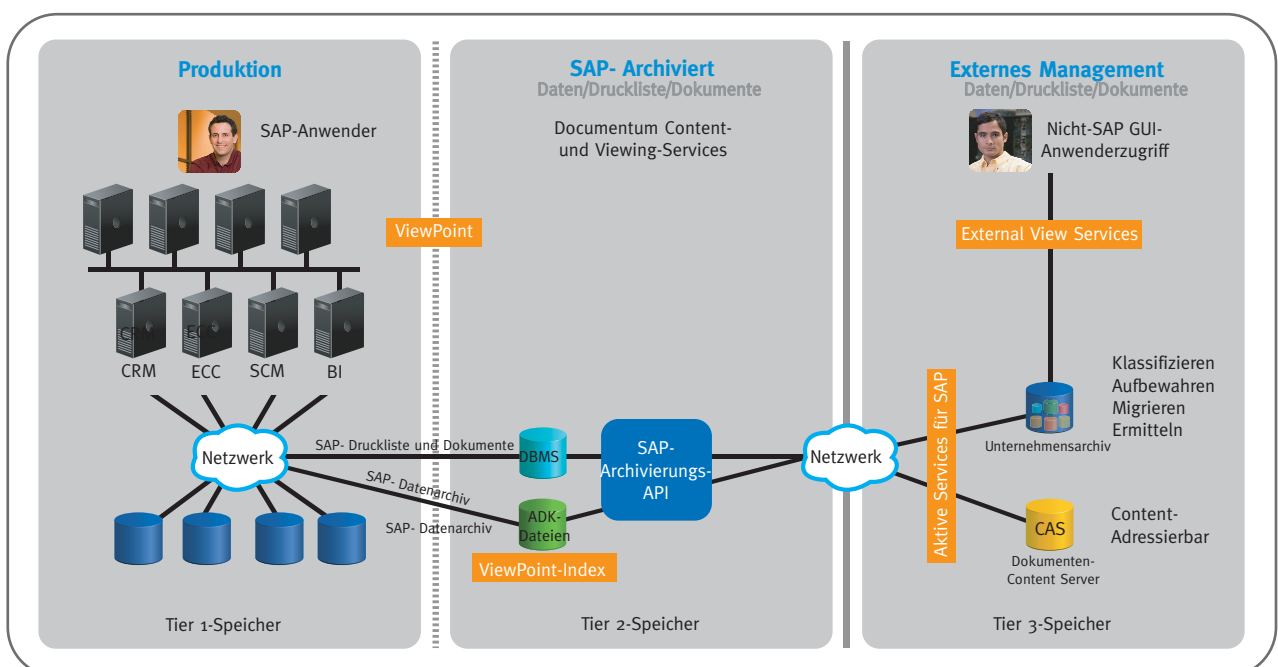 Produktion
SAP-Anwender
CRM
ECC
CRM
ECC
SCM
BI
Netzwerk
Tier 1-Speicher
ViewPoint
SAP- Archiviert
Daten/Druckliste/Dokumente
Documentum Content-
und Viewing-Services
SAP- Druckliste und Dokumente
SAP- Datenarchiv
SAP- Datenarchiv
DBMS
ADK-
Dateien
ViewPoint-Index
SAP-
Archivierungs-
API
Tier 2-Speicher
Netzwerk
Externes Management
Daten/Druckliste/Dokumente
Nicht-SAP GUI-
Anwenderzugriff
External View Services
Aktive Services für SAP
Klassifizieren
Aufbewahren
Migrieren
Ermitteln
Unternehmensarchiv
CAS
Content-
Adressierbar
Dokumenten-
Content Server
Tier 3-Speicher